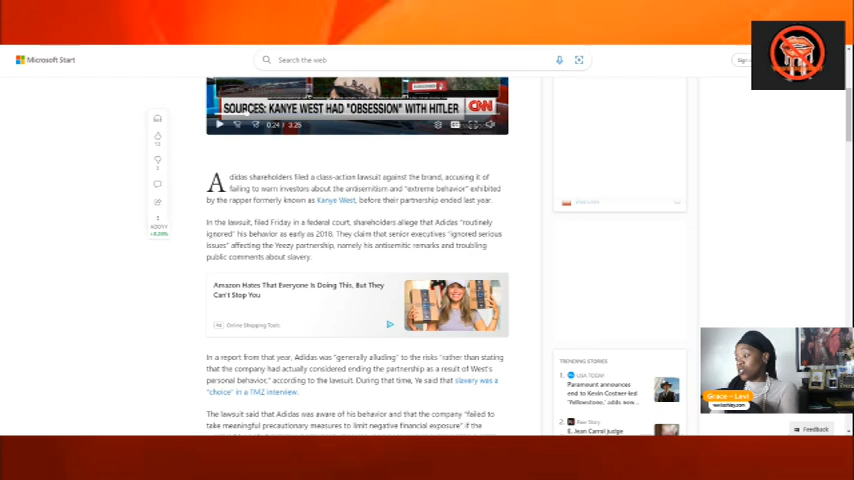 Microsoft Start
Search the web
Sign
SOURCES: KANYE WEST HAD "OBSESSION" WITH HITLER
CNN
0:24 / 3:25
Adidas shareholders filed a class-action lawsuit against the brand, accusing it of
failing to warn investors about the antisemitism and "extreme behavior" exhibited
by the rapper formerly known as Kanye West, before their partnership ended last year.
In the lawsuit, filed Friday in a federal court, shareholders allege that Adidas "routinely
ignored" his behavior as early as 2018. They claim that senior executives "ignored serious
issues" affecting the Yeezy partnership, namely his antisemitic remarks and troubling
public comments about slavery.
Amazon Hates That Everyone Is Doing This, But They
Can't Stop You
Ad
Online Shopping Tools
In a report from that year, Adidas was "generally alluding" to the risks "rather than stating
that the company had actually considered ending the partnership as a result of West's
personal behavior," according to the lawsuit. During that time, Ye said that slavery was a
"choice" in a TMZ interview.
The lawsuit said that Adidas was aware of his behavior and that the company "failed to
take meaningful precautionary measures to limit negative financial exposure" if the
TRENDING STORIES
1. USA TODAY
Paramount announces
end to Kevin Costner-led
'Yellowstone,' adds new...
2. Raw Story
E. Jean Carroll judge
Grace - Levi
Feedback